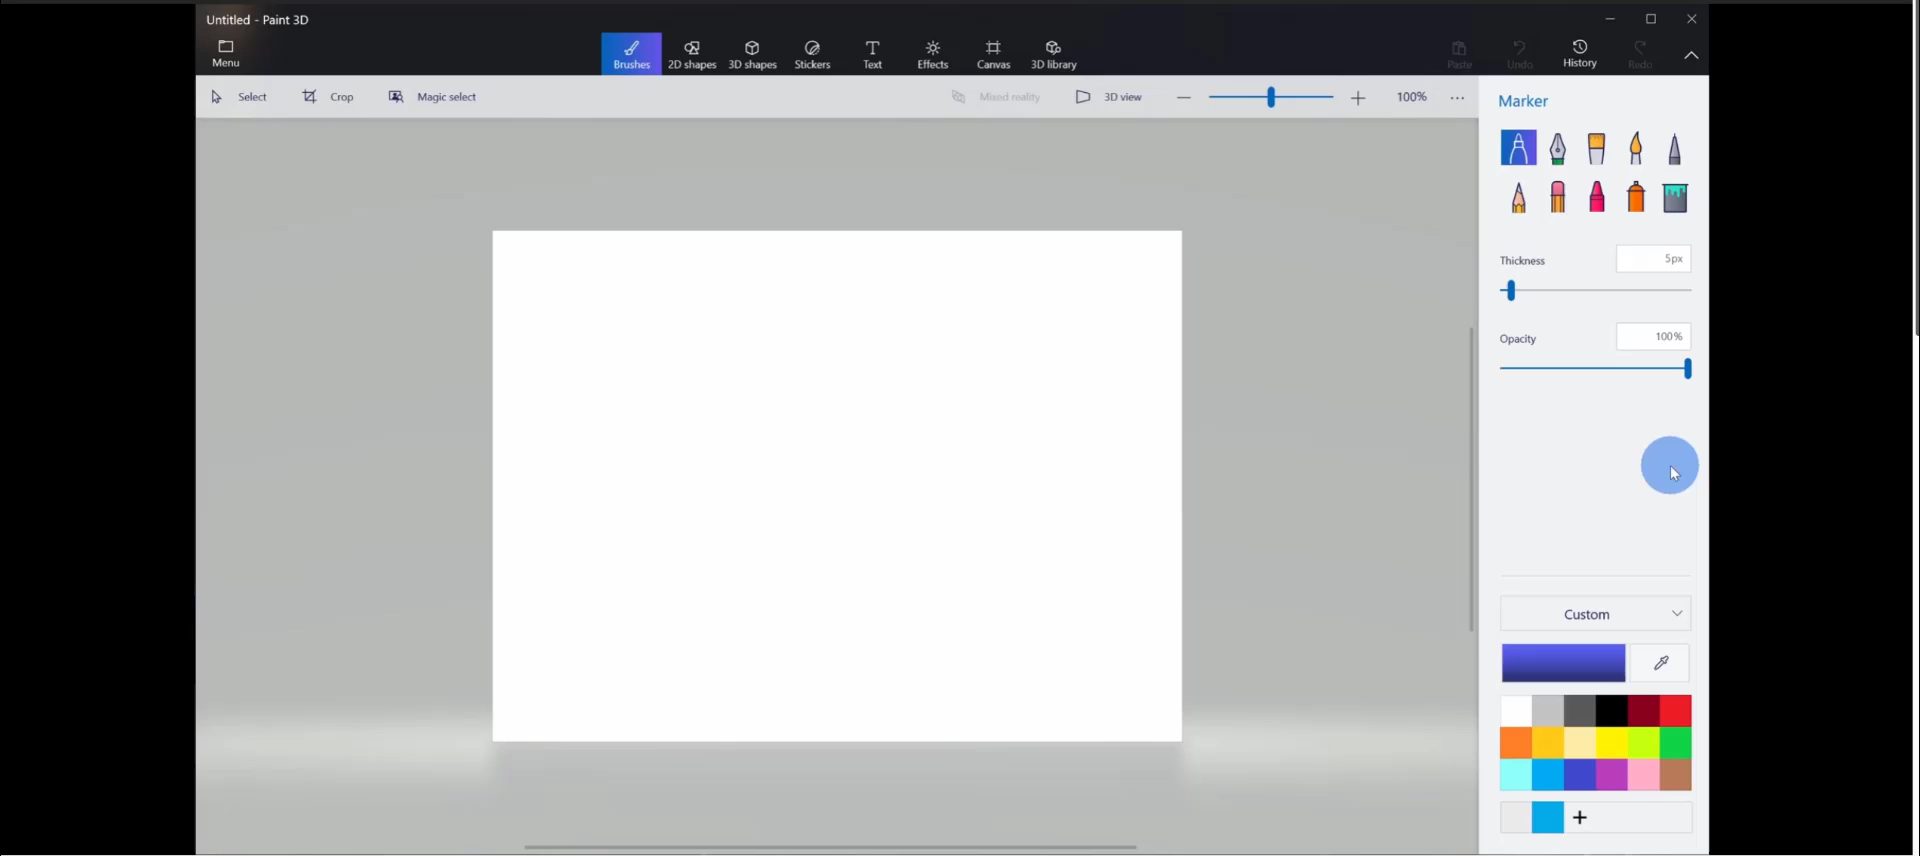 Untitled - Paint 3D
Menu
Brushes 2D shapes 3D shapes Stickers Text Effects Canvas 3D library Paste Undo History Redo
Select Crop Magic select Mixed reality 3D view 100% ...
Marker
Thickness 5px
Opacity 100%
Custom